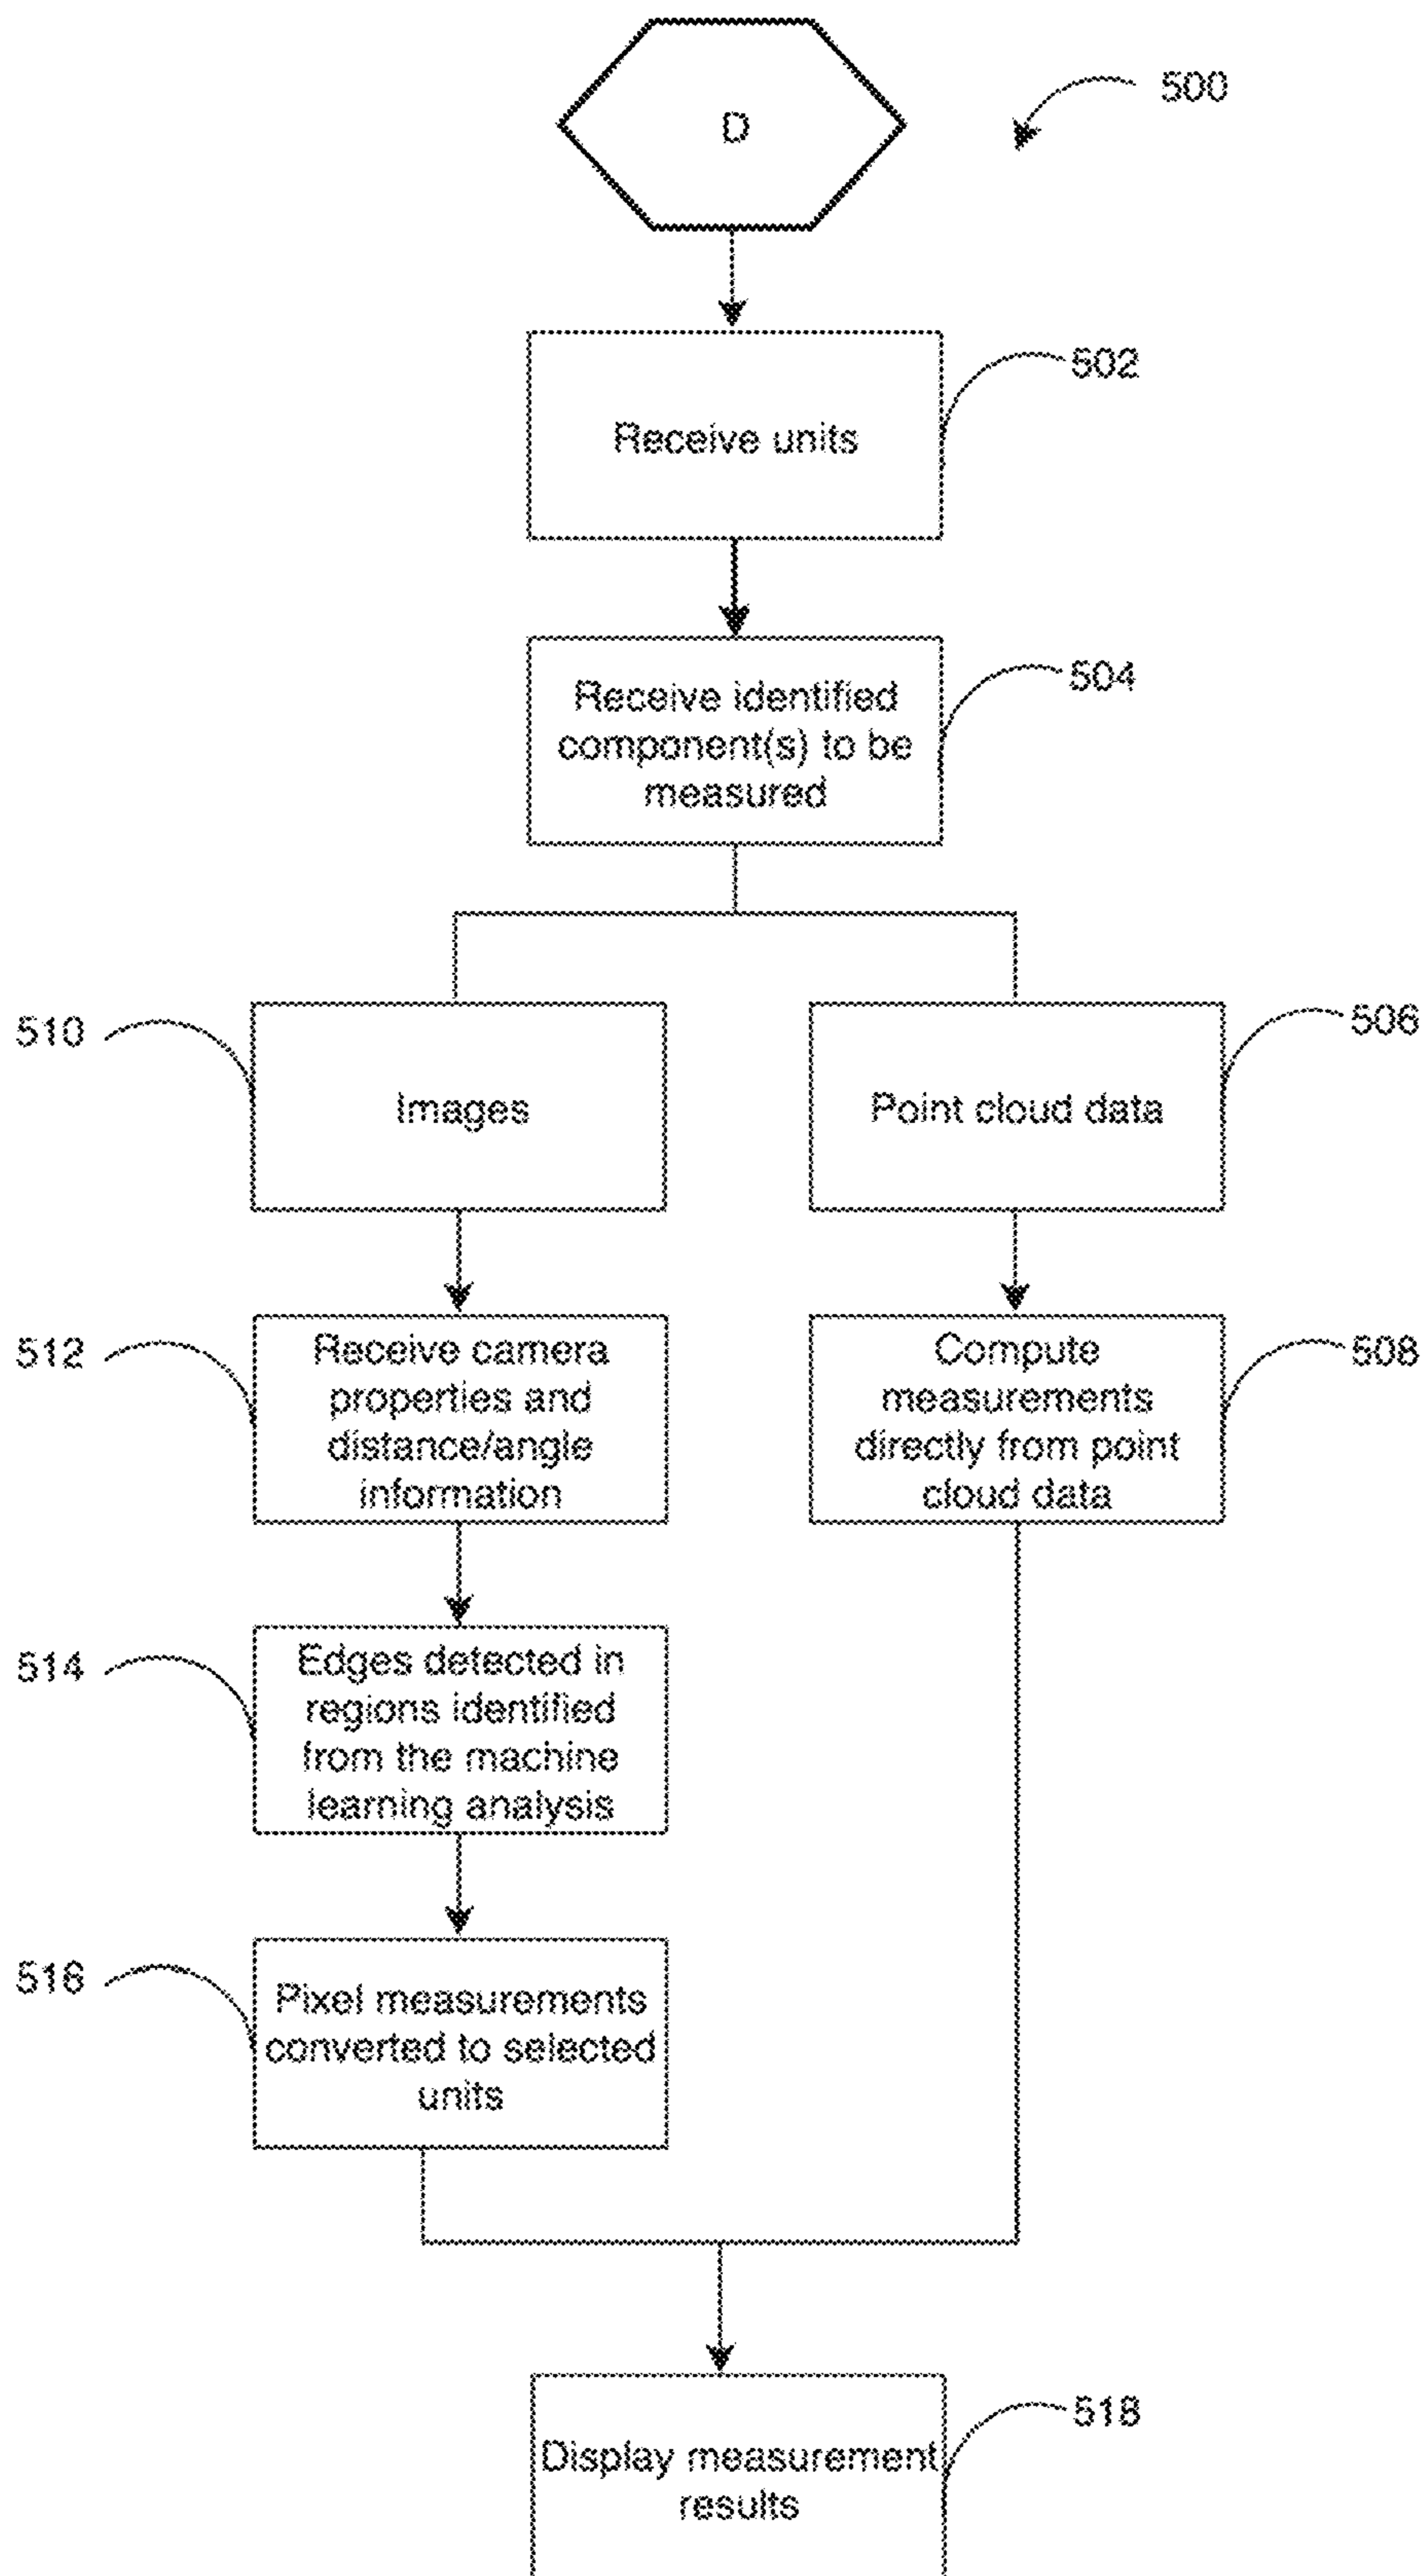 D
500
Receive units
502
Receive identified
component(s) to be
measured
504
510
Images
Point cloud data
506
512
Receive camera
properties and
distance/angle
information
Compute
measurements
directly from point
cloud data
508
514
Edges detected in
regions identified
from the machine
learning analysis
516
Pixel measurements
converted to selected
units
Display measurement
results
518